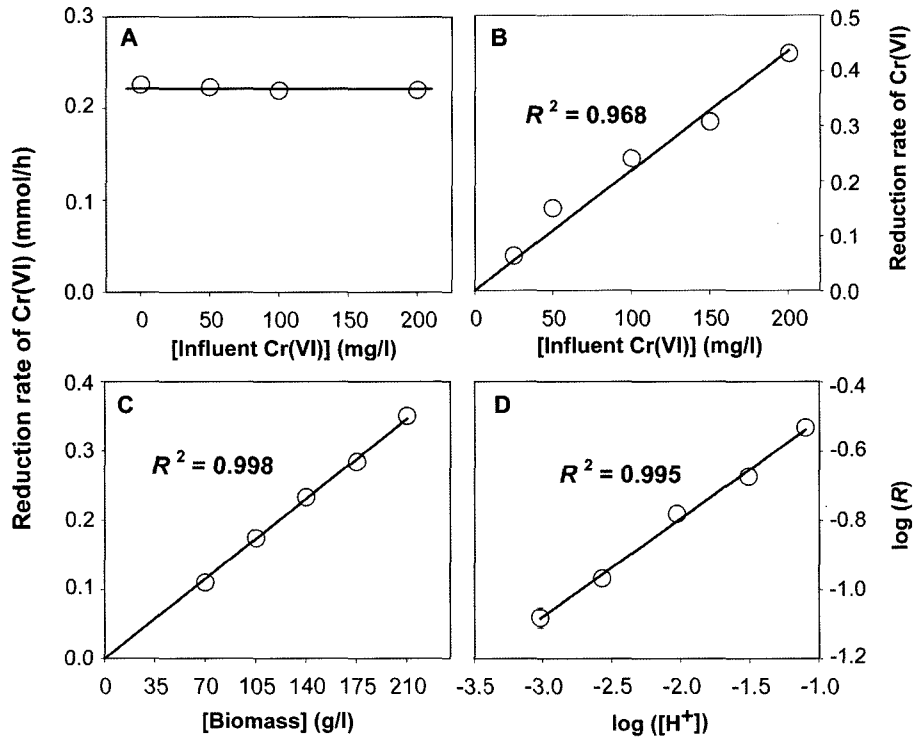 A
0.3
0.2
0.1
0.0
0 50 100 150 200
[Influent Cr(VI)] (mg/l)
Reduction rate of Cr(VI) (mmol/h)
B
R² = 0.968
0.5
0.4
0.3
0.2
0.1
0.0
0 50 100 150 200
[Influent Cr(VI)] (mg/l)
Reduction rate of Cr(VI)
C
R² = 0.998
0.4
0.3
0.2
0.1
0.0
0 35 70 105 140 175 210
[Biomass] (g/l)
D
R² = 0.995
-0.4
-0.6
-0.8
-1.0
-1.2
-3.5 -3.0 -2.5 -2.0 -1.5 -1.0
log ([H⁺])
log (R)